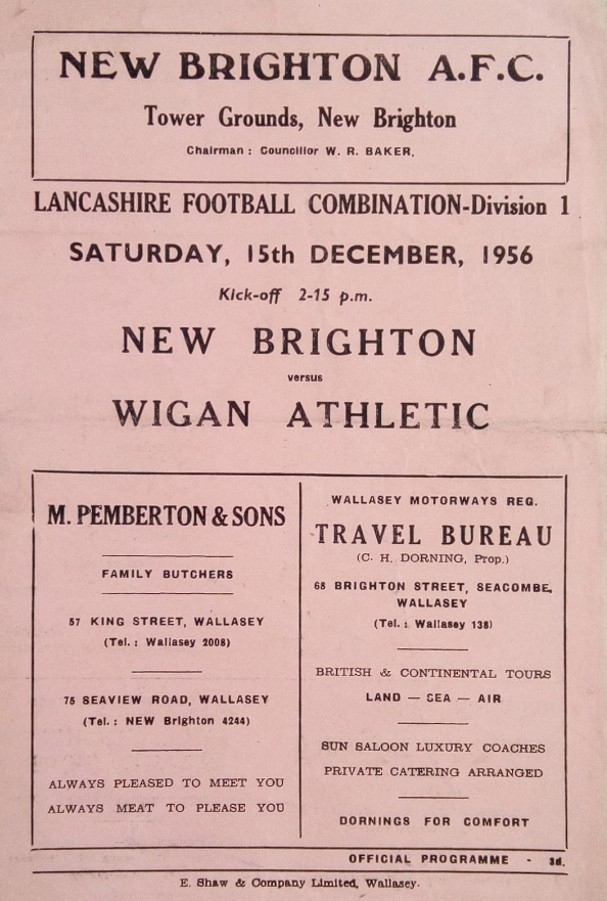 NEW BRIGHTON A.F.C.
Tower Grounds, New Brighton
Chairman : Councillor W. R. BAKER.
LANCASHIRE FOOTBALL COMBINATION-Division 1
SATURDAY, 15th DECEMBER, 1956
Kick-off 2-15 p.m.
NEW BRIGHTON
versus
WIGAN ATHLETIC
M. PEMBERTON & SONS
FAMILY BUTCHERS
57 KING STREET, WALLASEY
(Tel. : Wallasey 2008)
75 SEAVIEW ROAD, WALLASEY
(Tel. : NEW Brighton 4244)
ALWAYS PLEASED TO MEET YOU
ALWAYS MEAT TO PLEASE YOU
WALLASEY MOTORWAYS REG.
TRAVEL BUREAU
(C. H. DORNING, Prop.)
68 BRIGHTON STREET, SEACOMBE,
WALLASEY
(Tel. : Wallasey 138)
BRITISH & CONTINENTAL TOURS
LAND — SEA — AIR
SUN SALOON LUXURY COACHES
PRIVATE CATERING ARRANGED
DORNINGS FOR COMFORT
OFFICIAL PROGRAMME - 3d.
E. Shaw & Company Limited, Wallasey.